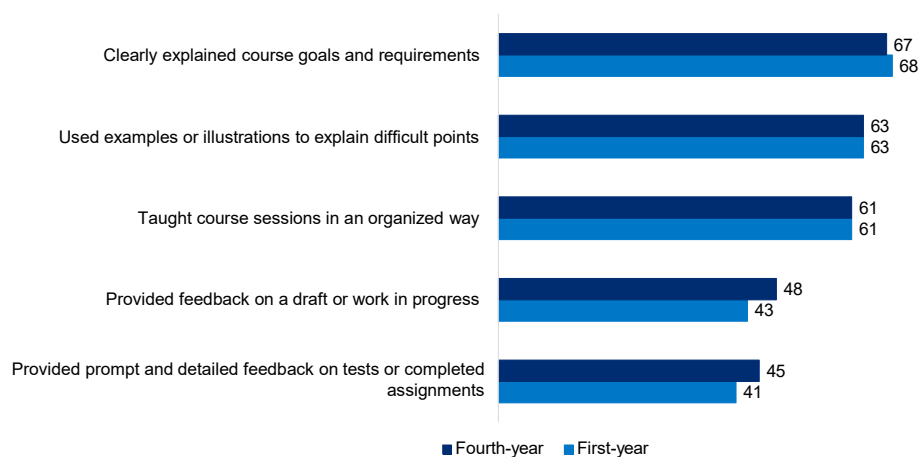 Clearly explained course goals and requirements
67
68
Used examples or illustrations to explain difficult points
63
63
Taught course sessions in an organized way
61
61
Provided feedback on a draft or work in progress
48
43
Provided prompt and detailed feedback on tests or completed
assignments
45
41
Fourth-year First-year